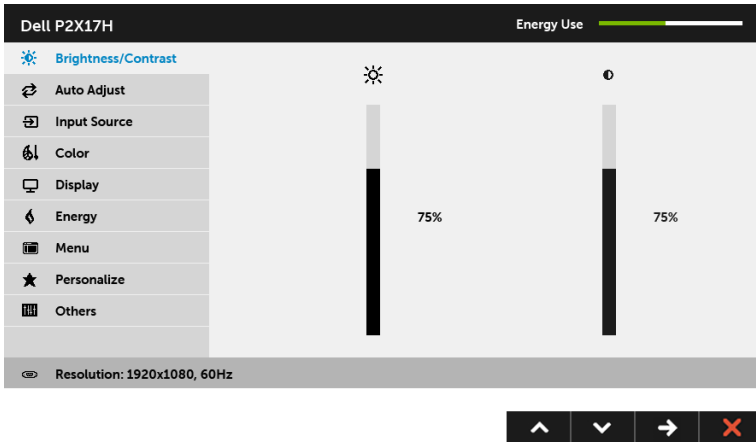 Dell P2X17H
Energy Use
Brightness/Contrast
Auto Adjust
Input Source
Color
Display
Energy
Menu
Personalize
Others
75%
75%
Resolution: 1920x1080, 60Hz